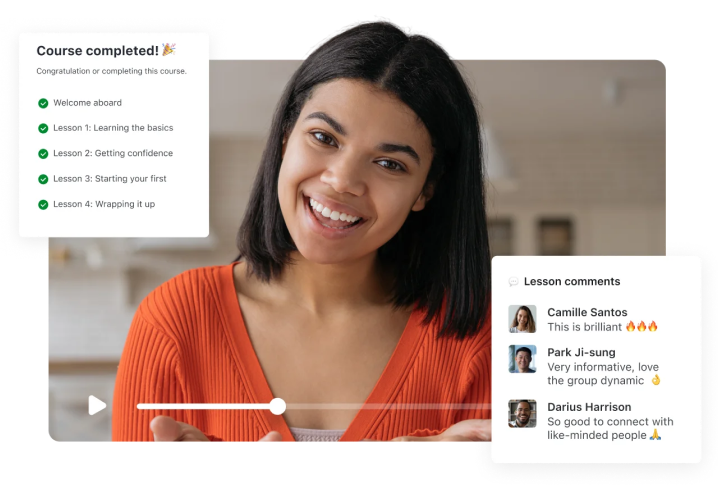 Course completed! 🎉
Congratulation or completing this course.
Welcome aboard
Lesson 1: Learning the basics
Lesson 2: Getting confidence
Lesson 3: Starting your first
Lesson 4: Wrapping it up
💬 Lesson comments
Camille Santos
This is brilliant 🔥🔥🔥
Park Ji-sung
Very informative, love
the group dynamic 👌
Darius Harrison
So good to connect with
like-minded people 🙏